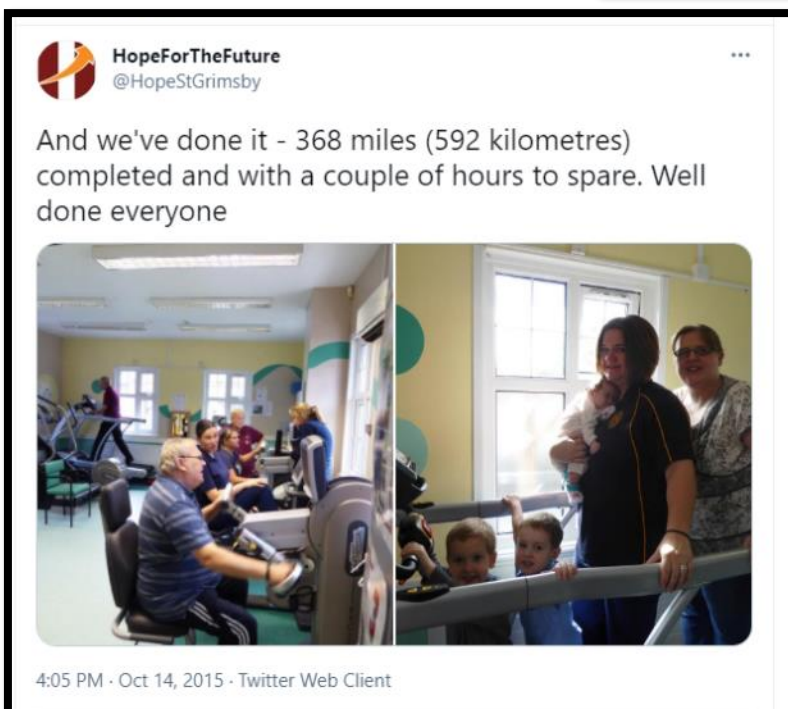 HopeForTheFuture
@HopeStGrimsby
And we've done it - 368 miles (592 kilometres)
completed and with a couple of hours to spare. Well
done everyone
4:05 PM · Oct 14, 2015 · Twitter Web Client